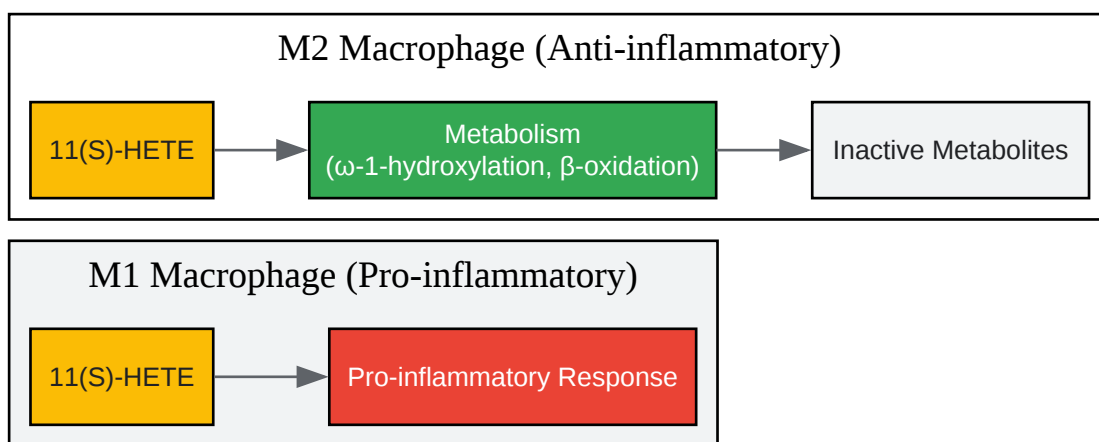 M2 Macrophage (Anti-inflammatory)
11(S)-HETE
Metabolism
(ω-1-hydroxylation, β-oxidation)
Inactive Metabolites
M1 Macrophage (Pro-inflammatory)
11(S)-HETE
Pro-inflammatory Response